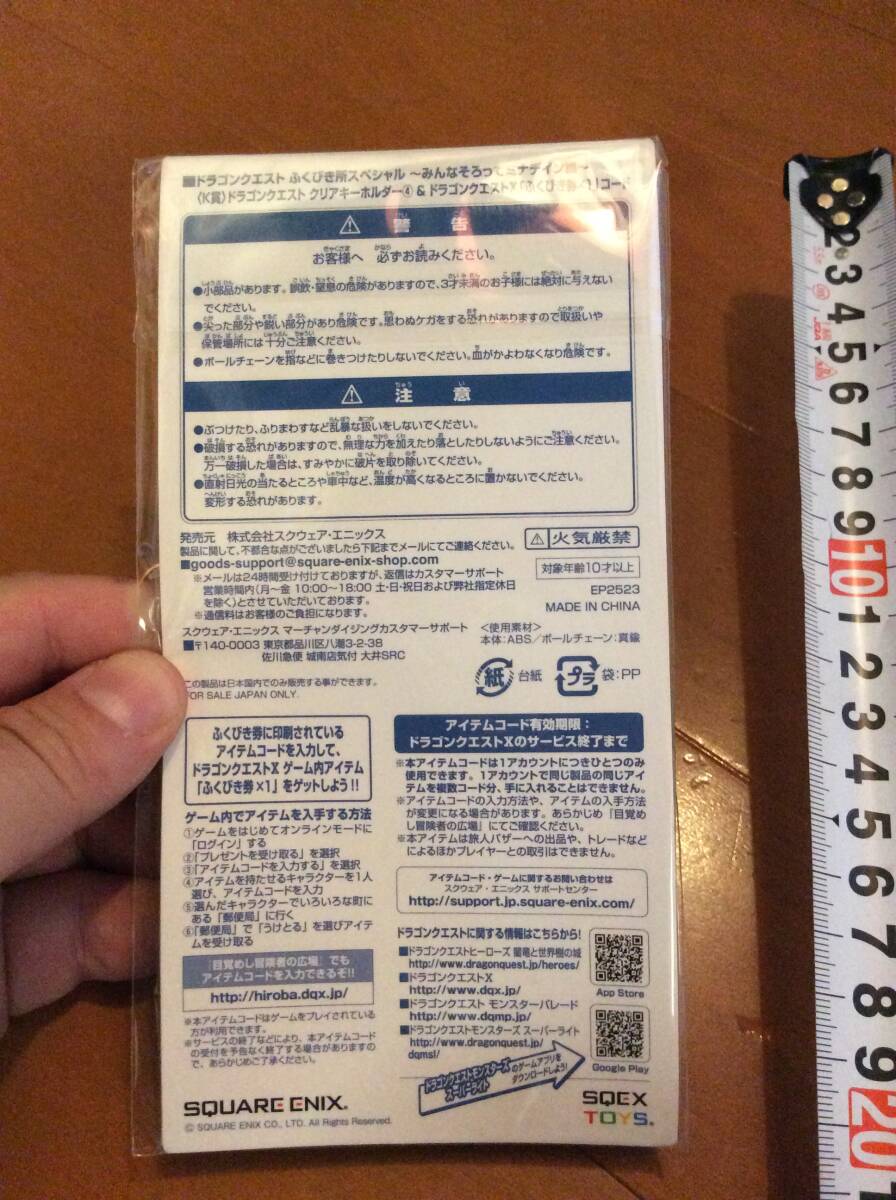 ■ドラゴンクエスト ふくびき所スペシャル ～みんなそろってミナデイン編～
〈K賞〉ドラゴンクエスト クリアキーホルダー④ & ドラゴンクエストX「ふくびき券×1」コード
警告
お客様へ 必ずお読みください。
●小部品があります。誤飲・窒息の危険がありますので、3才未満のお子様には絶対に与えない
でください。
●尖った部分や鋭い部分があり危険です。思わぬケガをする恐れがありますので取扱いや
保管場所には十分ご注意ください。
●ボールチェーンを指などに巻きつけたりしないでください。血がかよわなくなり危険です。
注意
●ぶつけたり、ふりまわすなど乱暴な扱いをしないでください。
●破損する恐れがありますので、無理な力を加えたり落としたりしないようにご注意ください。
万一破損した場合は、すみやかに破片を取り除いてください。
●直射日光の当たるところや車中など、温度が高くなるところに置かないでください。
変形する恐れがあります。
発売元 株式会社スクウェア・エニックス
製品に関して、不都合な点がございましたら下記までメールにてご連絡ください。
■goods-support@square-enix-shop.com
※メールは24時間受け付けておりますが、返信はカスタマーサポート
営業時間内(月～金 10:00～18:00 土・日・祝日および弊社指定休日
を除く)とさせていただいております。
※通信料はお客様のご負担になります。
スクウェア・エニックス マーチャンダイジングカスタマーサポート
■〒140-0003 東京都品川区八潮3-2-38
佐川急便 城南店気付 大井SRC
この製品は日本国内でのみ販売する事ができます。
FOR SALE JAPAN ONLY.
火気厳禁
対象年齢10才以上
EP2523
MADE IN CHINA
＜使用素材＞
本体:ABS/ボールチェーン:真鍮
紙 台紙 プラ 袋:PP
ふくびき券に印刷されている
アイテムコードを入力して、
ドラゴンクエストX ゲーム内アイテム
「ふくびき券×1」をゲットしよう!!
ゲーム内でアイテムを入手する方法
①ゲームをはじめてオンラインモードに
「ログイン」する
②「プレゼントを受け取る」を選択
③「アイテムコードを入力する」を選択
④アイテムを持たせるキャラクターを1人
選び、アイテムコードを入力
⑤選んだキャラクターでいろいろな町に
ある「郵便局」に行く
⑥「郵便局」で「うけとる」を選びアイテ
ムを受け取る
『目覚めし冒険者の広場』でも
アイテムコードを入力できるぞ!!
http://hiroba.dqx.jp/
※本アイテムコードはゲームをプレイされている
方が利用できます。
※サービスの終了などにより、本アイテムコード
の受付を予告なく終了する場合がありますの
で、あらかじめご了承ください。
アイテムコード有効期限:
ドラゴンクエストXのサービス終了まで
※本アイテムコードは1アカウントにつきひとつのみ
使用できます。1アカウントで同じ製品の同じアイ
テムを複数コード分、手に入れることはできません。
※アイテムコードの入力方法や、アイテムの入手方法
が変更になる場合があります。あらかじめ『目覚め
し冒険者の広場』にてご確認ください。
※本アイテムは旅人バザーへの出品や、トレードなど
によるほかプレイヤーとの取引はできません。
アイテムコード・ゲームに関するお問い合わせは
スクウェア・エニックス サポートセンター
http://support.jp.square-enix.com/
ドラゴンクエストに関する情報はこちらから!
■ドラゴンクエストヒーローズ 闇竜と世界樹の城
http://www.dragonquest.jp/heroes/
■ドラゴンクエストX
http://www.dqx.jp/
■ドラゴンクエスト モンスターパレード
http://www.dqmp.jp/
■ドラゴンクエストモンスターズ スーパーライト
http://www.dragonquest.jp/
dqmsl/
App Store
Google Play
ドラゴンクエストモンスターズ
スーパーライト
のゲームアプリを
ダウンロードしよう!
SQUARE ENIX.
© SQUARE ENIX CO., LTD. All Rights Reserved.
SQEX
TOYS.
2
3
4
5
6
7
8
9
10
1
2
3
4
5
6
7
8
9
20